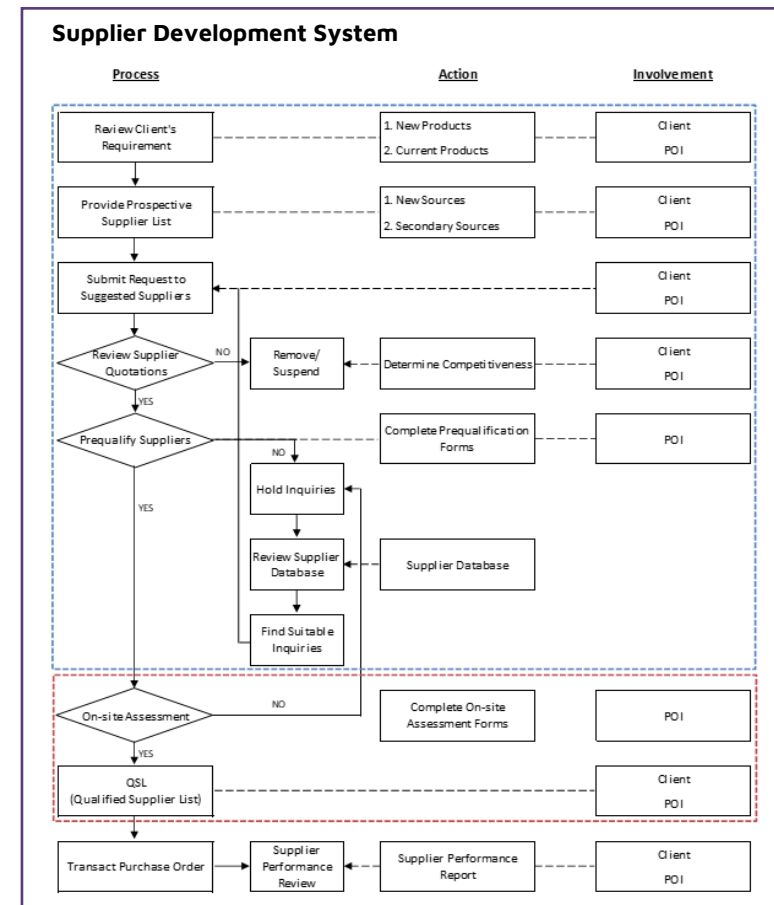 Supplier Development System
Process
Action
Involvement
Review Client's
Requirement
1. New Products
2. Current Products
Client
POI
Provide Prospective
Supplier List
1. New Sources
2. Secondary Sources
Client
POI
Submit Request to
Suggested Suppliers
Client
POI
Review Supplier
Quotations
NO
Remove/
Suspend
Determine Competitiveness
Client
POI
YES
Prequalify Suppliers
Complete Prequalification
Forms
POI
NO
Hold Inquiries
YES
Review Supplier
Database
Supplier Database
Find Suitable
Inquiries
On-site Assessment
NO
Complete On-site
Assessment Forms
POI
YES
QSL
(Qualified Supplier List)
Client
POI
Transact Purchase Order
Supplier
Performance
Review
Supplier Performance
Report
Client
POI